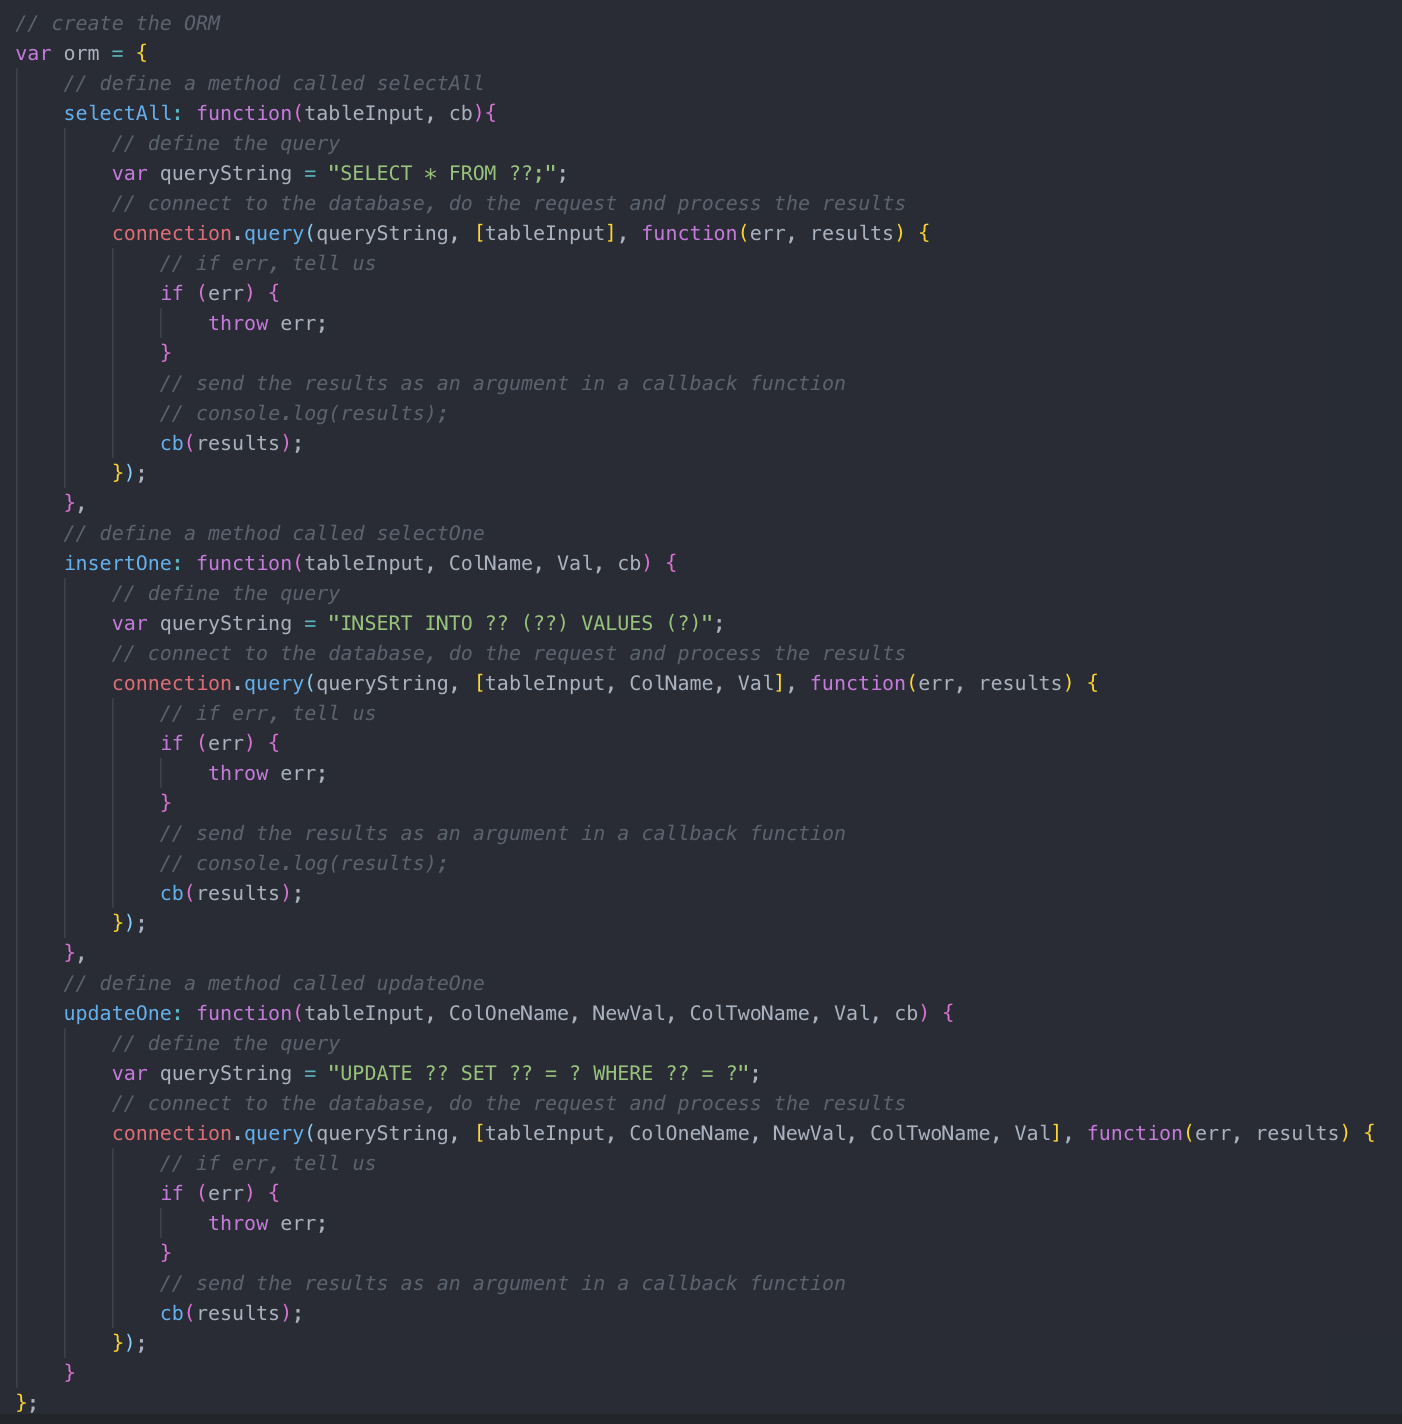 // create the ORM
var orm = {
    // define a method called selectAll
    selectAll: function(tableInput, cb){
        // define the query
        var queryString = "SELECT * FROM ??;";
        // connect to the database, do the request and process the results
        connection.query(queryString, [tableInput], function(err, results) {
            // if err, tell us
            if (err) {
                throw err;
            }
            // send the results as an argument in a callback function
            // console.log(results);
            cb(results);
        });
    },
    // define a method called selectOne
    insertOne: function(tableInput, ColName, Val, cb) {
        // define the query
        var queryString = "INSERT INTO ?? (??) VALUES (?)";
        // connect to the database, do the request and process the results
        connection.query(queryString, [tableInput, ColName, Val], function(err, results) {
            // if err, tell us
            if (err) {
                throw err;
            }
            // send the results as an argument in a callback function
            // console.log(results);
            cb(results);
        });
    },
    // define a method called updateOne
    updateOne: function(tableInput, ColOneName, NewVal, ColTwoName, Val, cb) {
        // define the query
        var queryString = "UPDATE ?? SET ?? = ? WHERE ?? = ?";
        // connect to the database, do the request and process the results
        connection.query(queryString, [tableInput, ColOneName, NewVal, ColTwoName, Val], function(err, results) {
            // if err, tell us
            if (err) {
                throw err;
            }
            // send the results as an argument in a callback function
            cb(results);
        });
    }
};